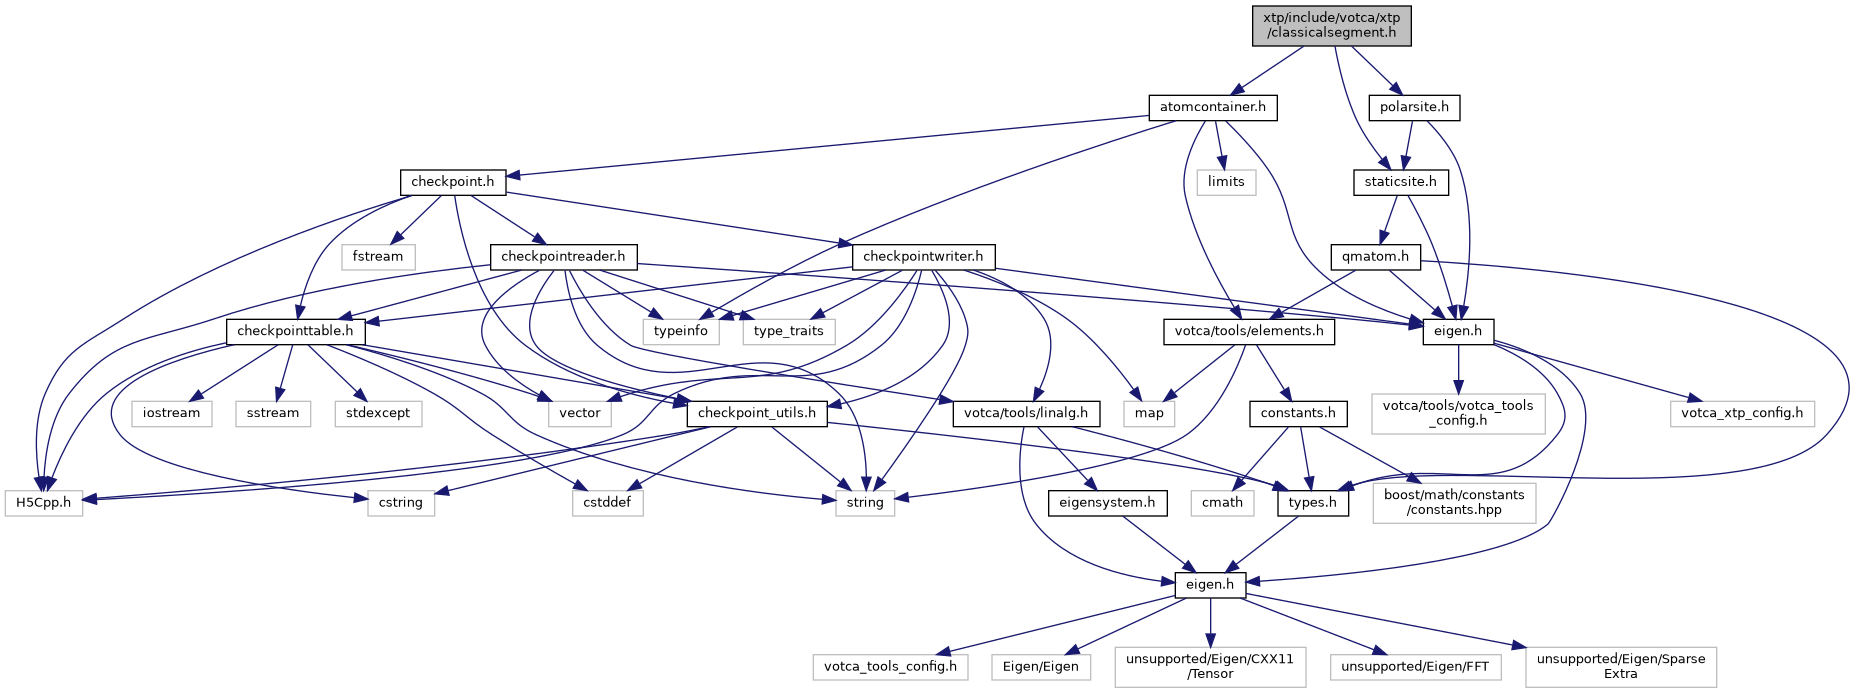 xtp/include/votca/xtp
/classicalsegment.h
atomcontainer.h
polarsite.h
checkpoint.h
limits
staticsite.h
fstream
checkpointreader.h
checkpointwriter.h
qmatom.h
checkpointtable.h
typeinfo
type_traits
votca/tools/elements.h
eigen.h
iostream
sstream
stdexcept
vector
checkpoint_utils.h
votca/tools/linalg.h
map
constants.h
votca/tools/votca_tools
_config.h
votca_xtp_config.h
H5Cpp.h
cstring
cstddef
string
eigensystem.h
cmath
types.h
boost/math/constants
/constants.hpp
eigen.h
votca_tools_config.h
Eigen/Eigen
unsupported/Eigen/CXX11
/Tensor
unsupported/Eigen/FFT
unsupported/Eigen/Sparse
Extra